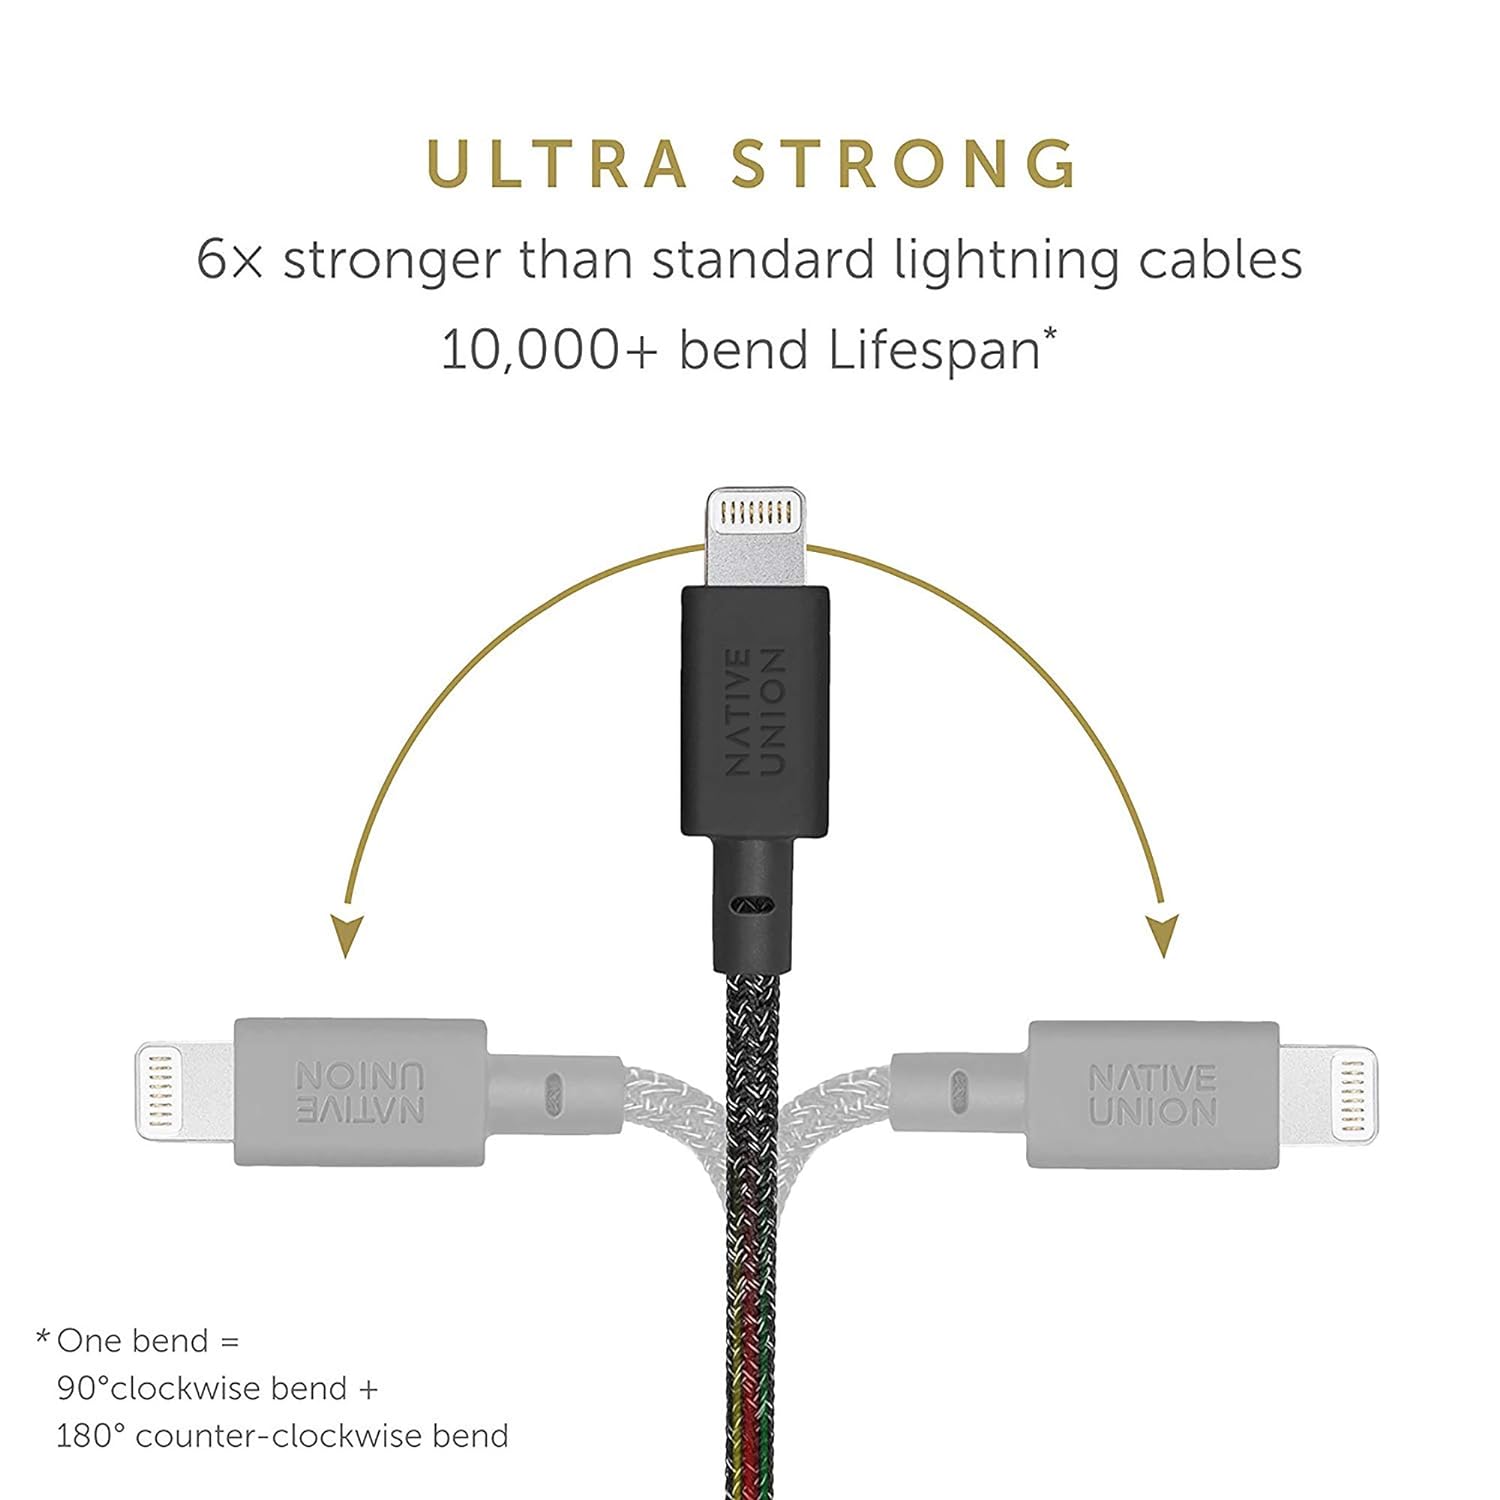 ULTRA STRONG
6x stronger than standard lightning cables
10,000+ bend Lifespan*
NATIVE
UNION
NATIVE
UNION
NATIVE
UNION
* One bend =
90°clockwise bend +
180° counter-clockwise bend